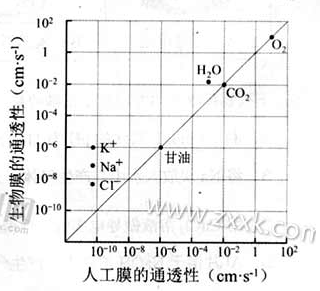 生物膜的通透性 (cm·s⁻¹)
10²
1
10⁻²
10⁻⁴
10⁻⁶
10⁻⁸
10⁻¹⁰
O₂
H₂O
CO₂
K⁺
甘油
Na⁺
Cl⁻
www.zxxk.com
10⁻¹⁰ 10⁻⁸ 10⁻⁶ 10⁻⁴ 10⁻² 1 10²
人工膜的通透性 (cm·s⁻¹)